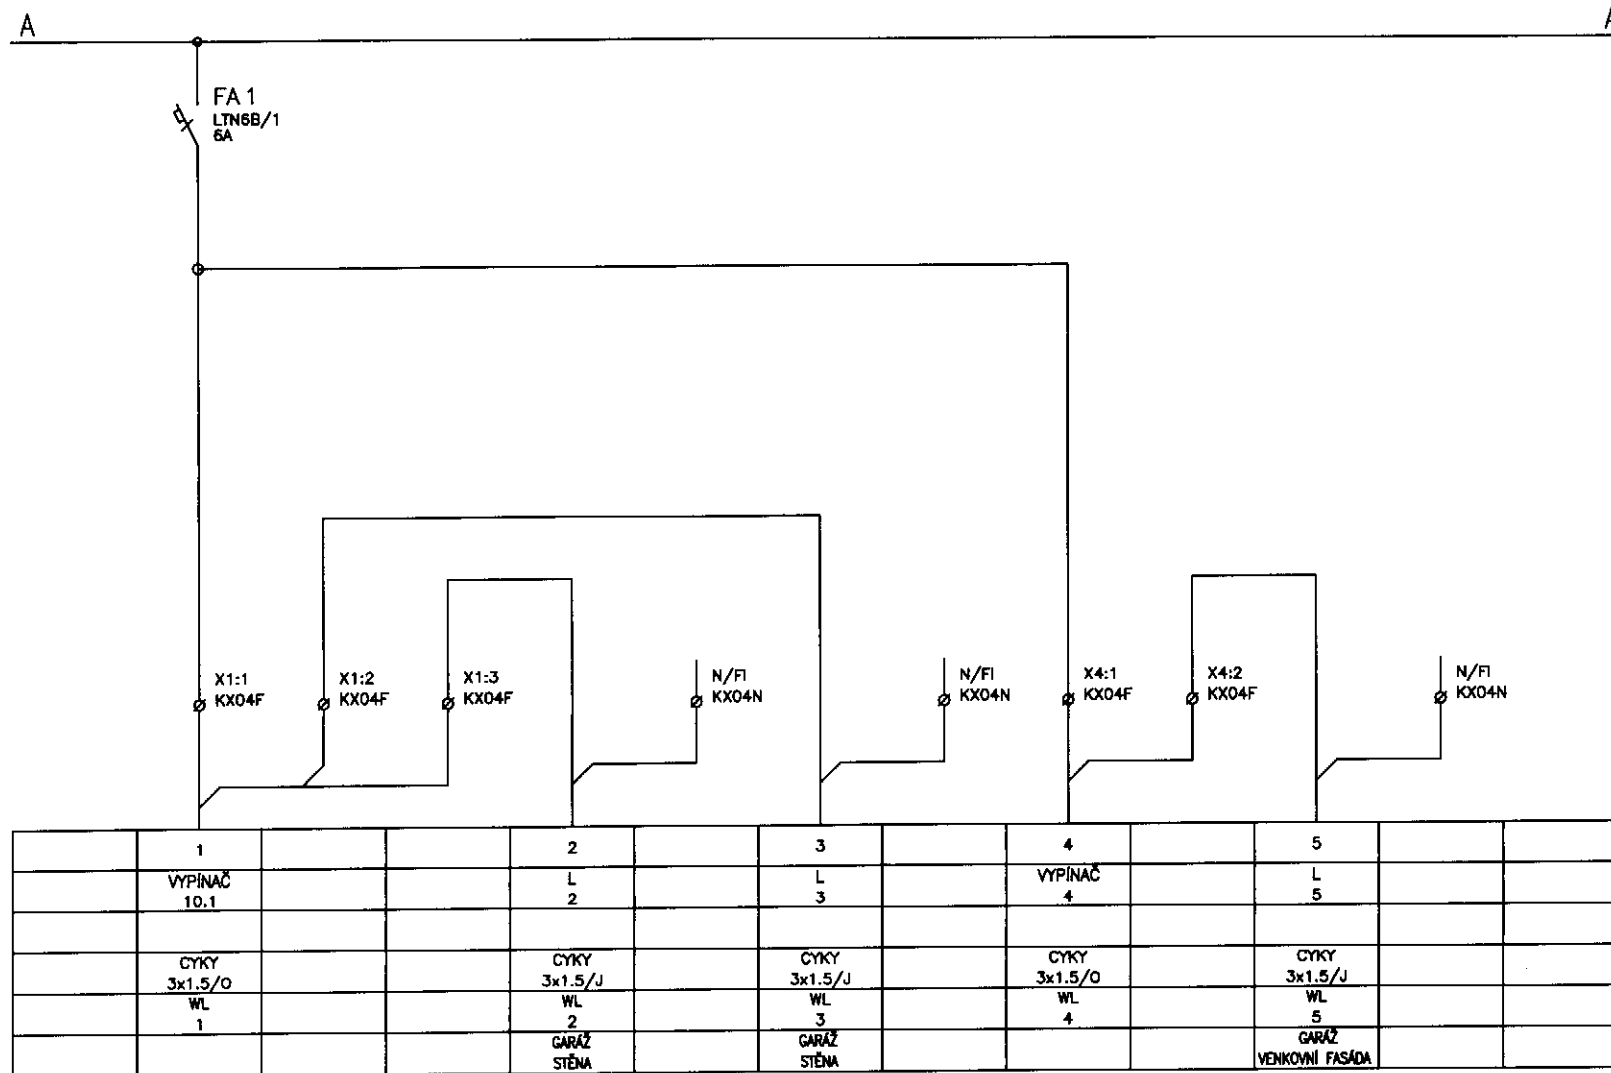 A
A
FA 1
LTN6B/1
6A
X1:1
KX04F
X1:2
KX04F
X1:3
KX04F
N/FI
KX04N
N/FI
KX04N
X4:1
KX04F
X4:2
KX04F
N/FI
KX04N
1 2 3 4 5
VYPÍNAČ L L VYPÍNAČ L
10.1 2 3 4 5
CYKY CYKY CYKY CYKY CYKY
3x1.5/O 3x1.5/J 3x1.5/J 3x1.5/O 3x1.5/J
WL WL WL WL WL
1 2 3 4 5
GARÁŽ GARÁŽ GARÁŽ
STĚNA STĚNA VENKOVNÍ FASÁDA